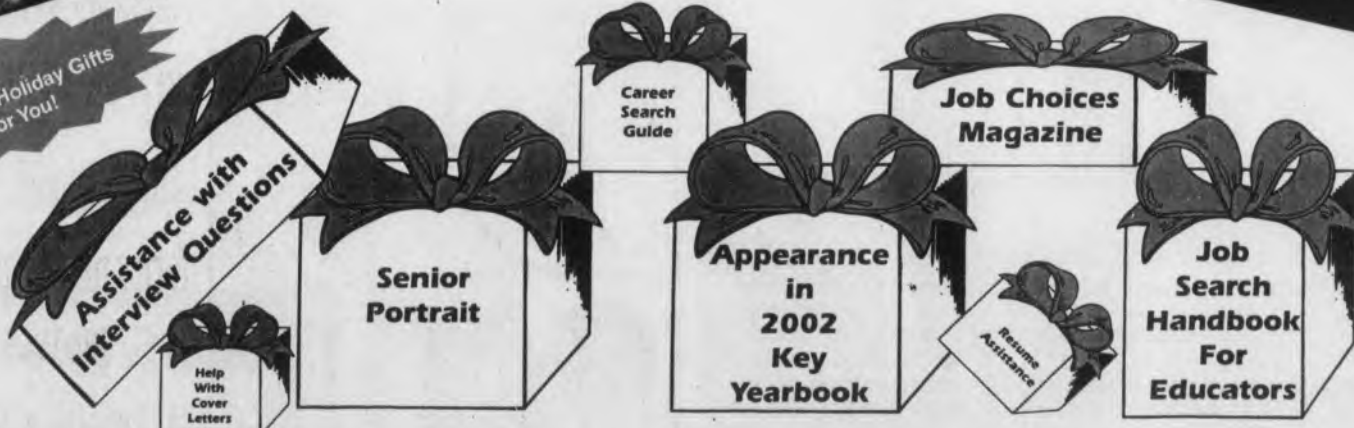 Holiday Gifts
or You!
Assistance with
Interview Questions
Help
With
Cover
Letters
Senior
Portrait
Career
Search
Guide
Appearance
in
2002
Key
Yearbook
Job Choices
Magazine
Resume
Assistance
Job
Search
Handbook
For
Educators